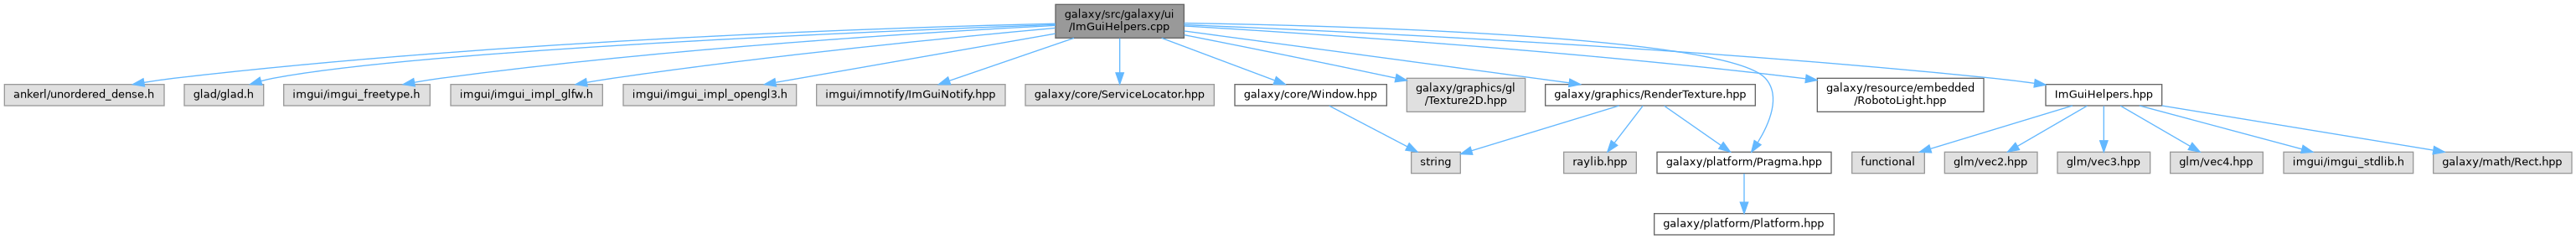 galaxy/src/galaxy/ui
/ImGuiHelpers.cpp
ankerl/unordered_dense.h
glad/glad.h
imgui/imgui_freetype.h
imgui/imgui_impl_glfw.h
imgui/imgui_impl_opengl3.h
imgui/imnotify/ImGuiNotify.hpp
galaxy/core/ServiceLocator.hpp
galaxy/core/Window.hpp
galaxy/graphics/gl
/Texture2D.hpp
galaxy/graphics/RenderTexture.hpp
galaxy/resource/embedded
/RobotoLight.hpp
ImGuiHelpers.hpp
string
raylib.hpp
galaxy/platform/Pragma.hpp
functional
glm/vec2.hpp
glm/vec3.hpp
glm/vec4.hpp
imgui/imgui_stdlib.h
galaxy/math/Rect.hpp
galaxy/platform/Platform.hpp